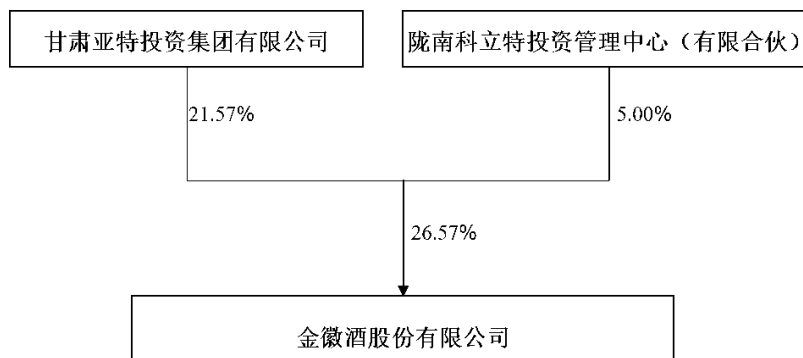 甘肃亚特投资集团有限公司
陇南科立特投资管理中心（有限合伙）
21.57%
5.00%
26.57%
金徽酒股份有限公司